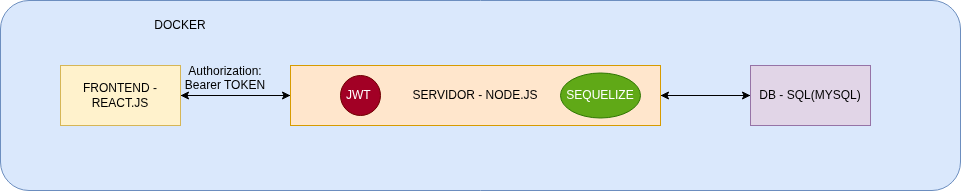 DOCKER
Authorization:
Bearer TOKEN
FRONTEND -
REACT.JS
JWT
SERVIDOR - NODE.JS
SEQUELIZE
DB - SQL(MYSQL)